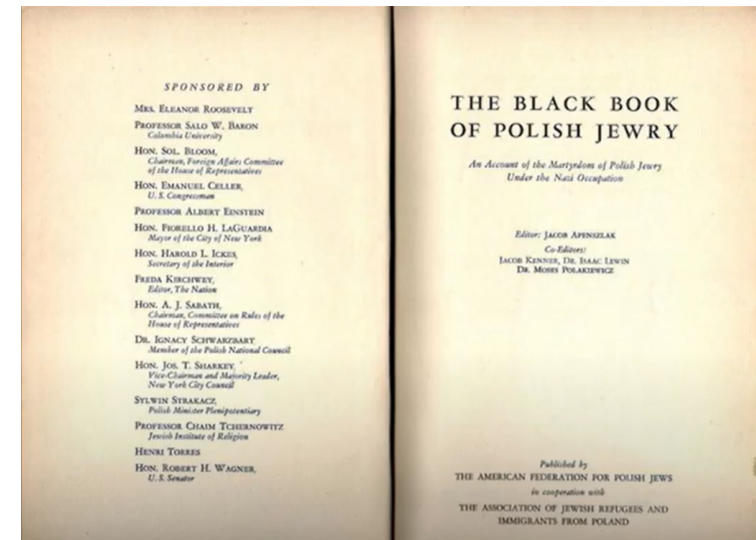 SPONSORED BY
MRS. ELEANOR ROOSEVELT
PROFESSOR SALO W. BARON
Columbia University
HON. SOL. BLOOM,
Chairman, Foreign Affairs Committee
of the House of Representatives
HON. EMANUEL CELLER,
U. S. Congressman
PROFESSOR ALBERT EINSTEIN
HON. FIORELLO H. LAGUARDIA
Mayor of the City of New York
HON. HAROLD L. ICKES,
Secretary of the Interior
FREDA KIRCHWEY,
Editor, The Nation
HON. A. J. SABATH,
Chairman, Committee on Rules of the
House of Representatives
DR. IGNACY SCHWARZBART
Member of the Polish National Council
HON. JOS. T. SHARKEY,
Vice-Chairman and Majority Leader,
New York City Council
SYLWIN STRAKACZ,
Polish Minister Plenipotentiary
PROFESSOR CHAIM TCHERNOWITZ
Jewish Institute of Religion
HENRI TORRES
HON. ROBERT H. WAGNER,
U. S. Senator
THE BLACK BOOK
OF POLISH JEWRY
An Account of the Martyrdom of Polish Jewry
Under the Nazi Occupation
Editor: JACOB APENSZLAK
Co-Editors:
JACOB KENNER, DR. ISAAC LEWIN
DR. MOSES POLAKIEWICZ
Published by
THE AMERICAN FEDERATION FOR POLISH JEWS
in cooperation with
THE ASSOCIATION OF JEWISH REFUGEES AND
IMMIGRANTS FROM POLAND